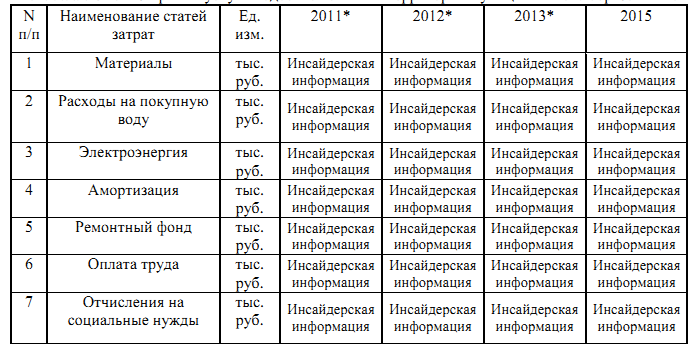 N п/п Наименование статей затрат Ед. изм. 2011* 2012* 2013* 2015
1 Материалы тыс. руб. Инсайдерская информация Инсайдерская информация Инсайдерская информация Инсайдерская информация
2 Расходы на покупную воду тыс. руб. Инсайдерская информация Инсайдерская информация Инсайдерская информация Инсайдерская информация
3 Электроэнергия тыс. руб. Инсайдерская информация Инсайдерская информация Инсайдерская информация Инсайдерская информация
4 Амортизация тыс. руб. Инсайдерская информация Инсайдерская информация Инсайдерская информация Инсайдерская информация
5 Ремонтный фонд тыс. руб. Инсайдерская информация Инсайдерская информация Инсайдерская информация Инсайдерская информация
6 Оплата труда тыс. руб. Инсайдерская информация Инсайдерская информация Инсайдерская информация Инсайдерская информация
7 Отчисления на социальные нужды тыс. руб. Инсайдерская информация Инсайдерская информация Инсайдерская информация Инсайдерская информация